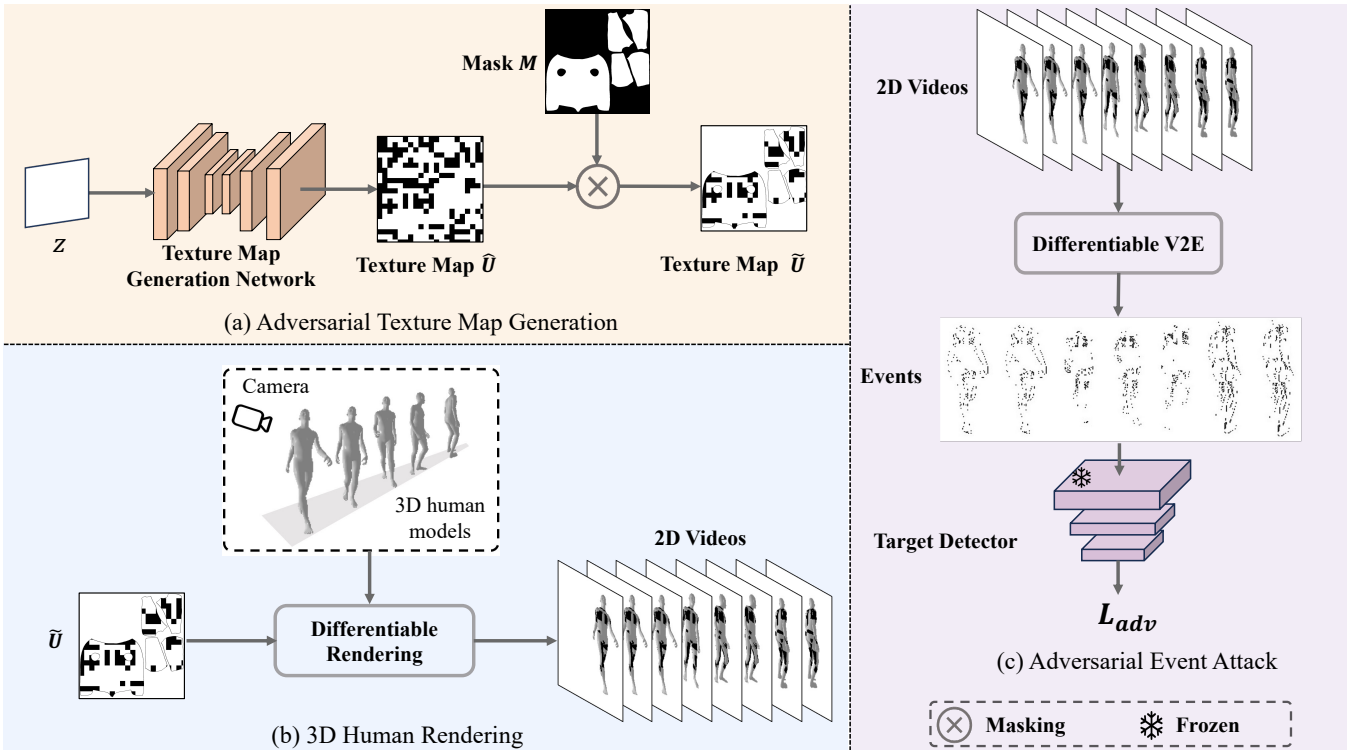 Mask M
Z
Texture Map
Generation Network
Texture Map Û
Texture Map Ũ
(a) Adversarial Texture Map Generation
Camera
3D human
models
Ũ
Differentiable
Rendering
2D Videos
(b) 3D Human Rendering
2D Videos
Differentiable V2E
Events
Target Detector
L_adv
(c) Adversarial Event Attack
Masking
Frozen